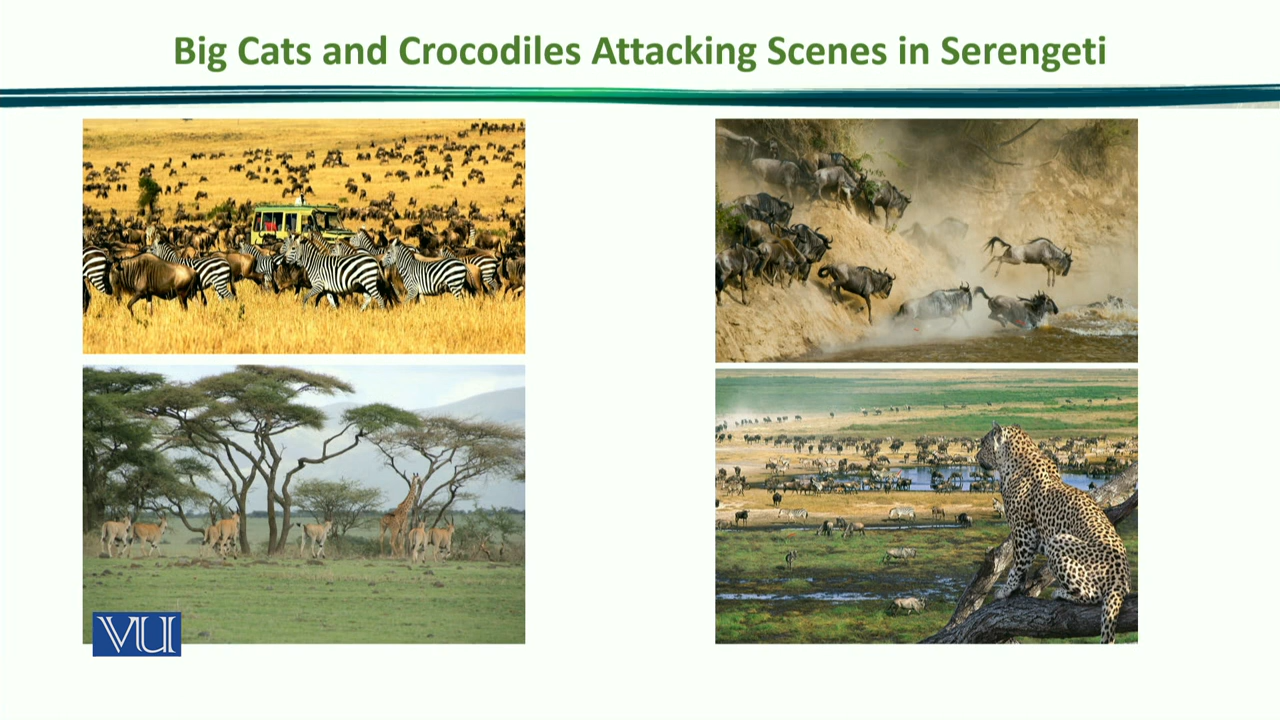 Big Cats and Crocodiles Attacking Scenes in Serengeti
VU